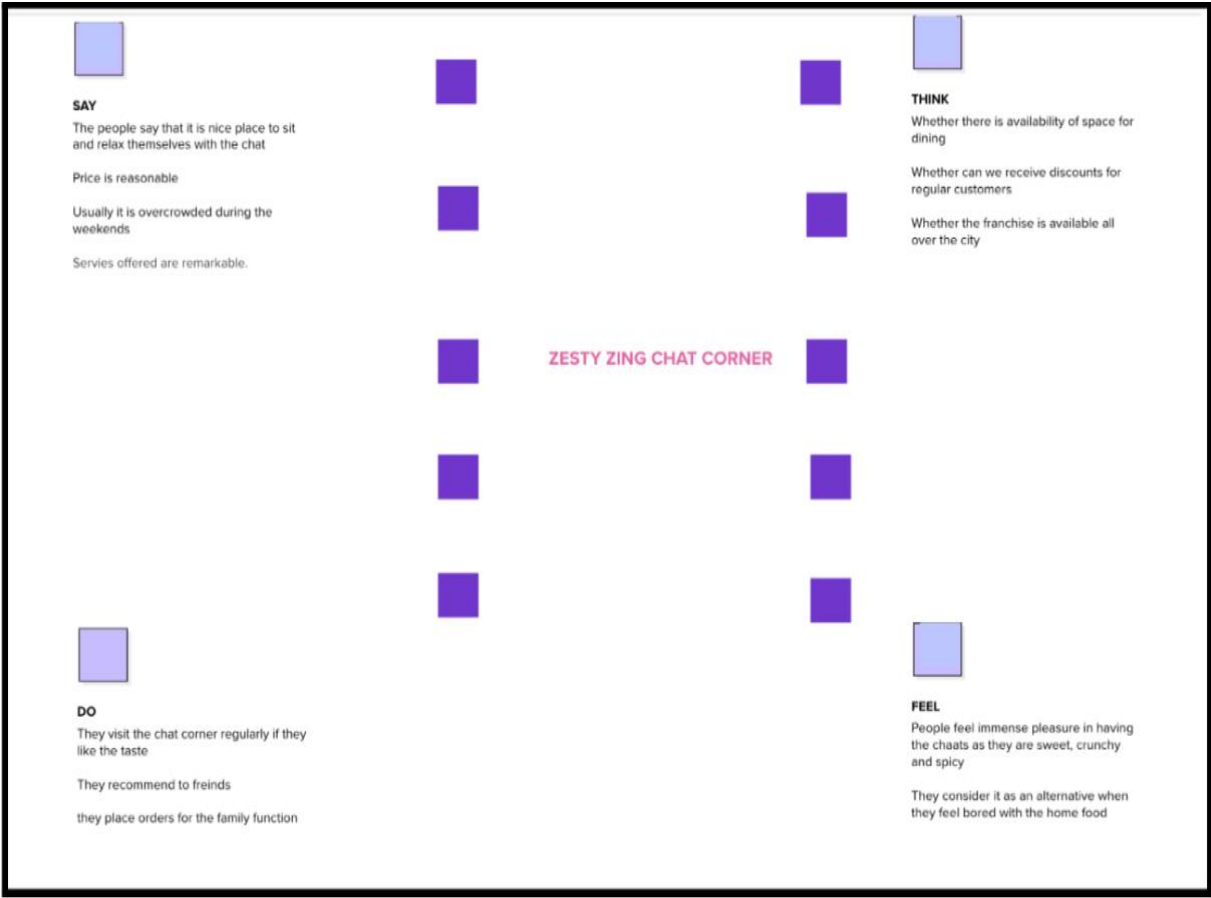 SAY
The people say that it is nice place to sit
and relax themselves with the chat
Price is reasonable
Usually it is overcrowded during the
weekends
Servies offered are remarkable.
THINK
Whether there is availability of space for
dining
Whether can we receive discounts for
regular customers
Whether the franchise is available all
over the city
ZESTY ZING CHAT CORNER
DO
They visit the chat corner regularly if they
like the taste
They recommend to freinds
they place orders for the family function
FEEL
People feel immense pleasure in having
the chaats as they are sweet, crunchy
and spicy
They consider it as an alternative when
they feel bored with the home food